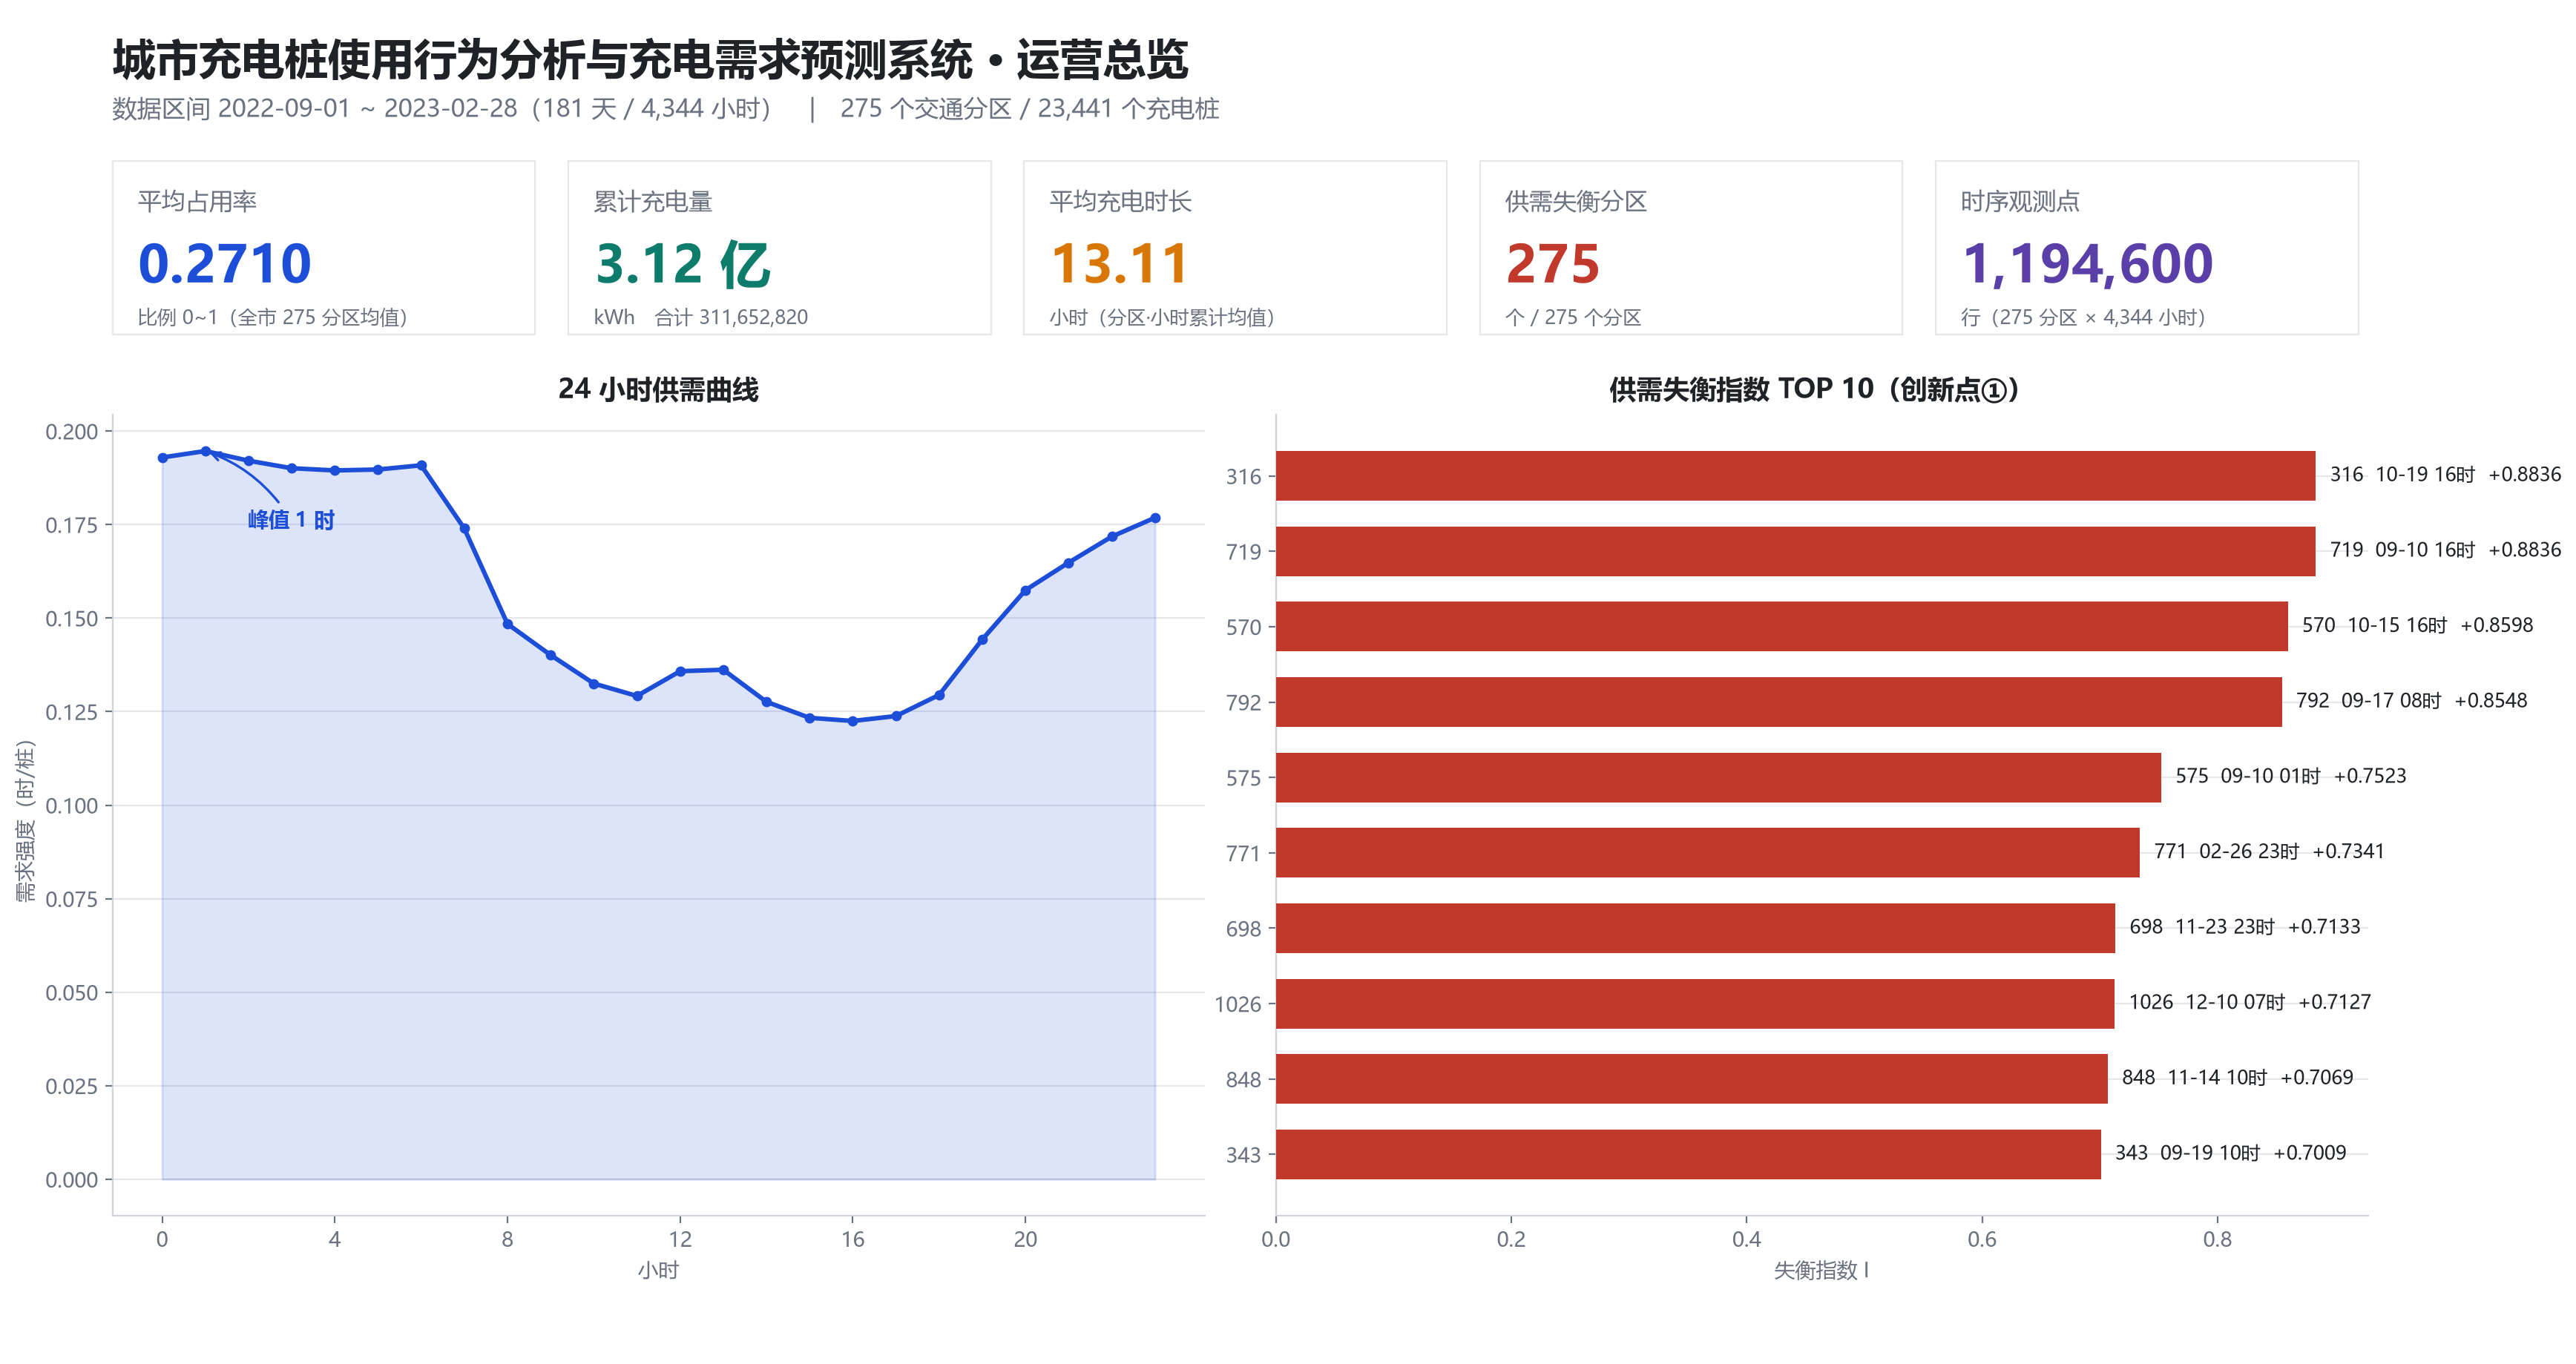 城市充电桩使用行为分析与充电需求预测系统 • 运营总览
数据区间 2022-09-01 ~ 2023-02-28（181 天 / 4,344 小时） | 275 个交通分区 / 23,441 个充电桩
平均占用率
0.2710
比例 0~1（全市 275 分区均值）
累计充电量
3.12 亿
kWh 合计 311,652,820
平均充电时长
13.11
小时（分区·小时累计均值）
供需失衡分区
275
个 / 275 个分区
时序观测点
1,194,600
行（275 分区 × 4,344 小时）
24 小时供需曲线
需求强度（时/桩）
0.200
0.175
0.150
0.125
0.100
0.075
0.050
0.025
0.000
峰值 1 时
0 4 8 12 16 20
小时
供需失衡指数 TOP 10（创新点①）
316 316 10-19 16时 +0.8836
719 719 09-10 16时 +0.8836
570 570 10-15 16时 +0.8598
792 792 09-17 08时 +0.8548
575 575 09-10 01时 +0.7523
771 771 02-26 23时 +0.7341
698 698 11-23 23时 +0.7133
1026 1026 12-10 07时 +0.7127
848 848 11-14 10时 +0.7069
343 343 09-19 10时 +0.7009
0.0 0.2 0.4 0.6 0.8
失衡指数 I